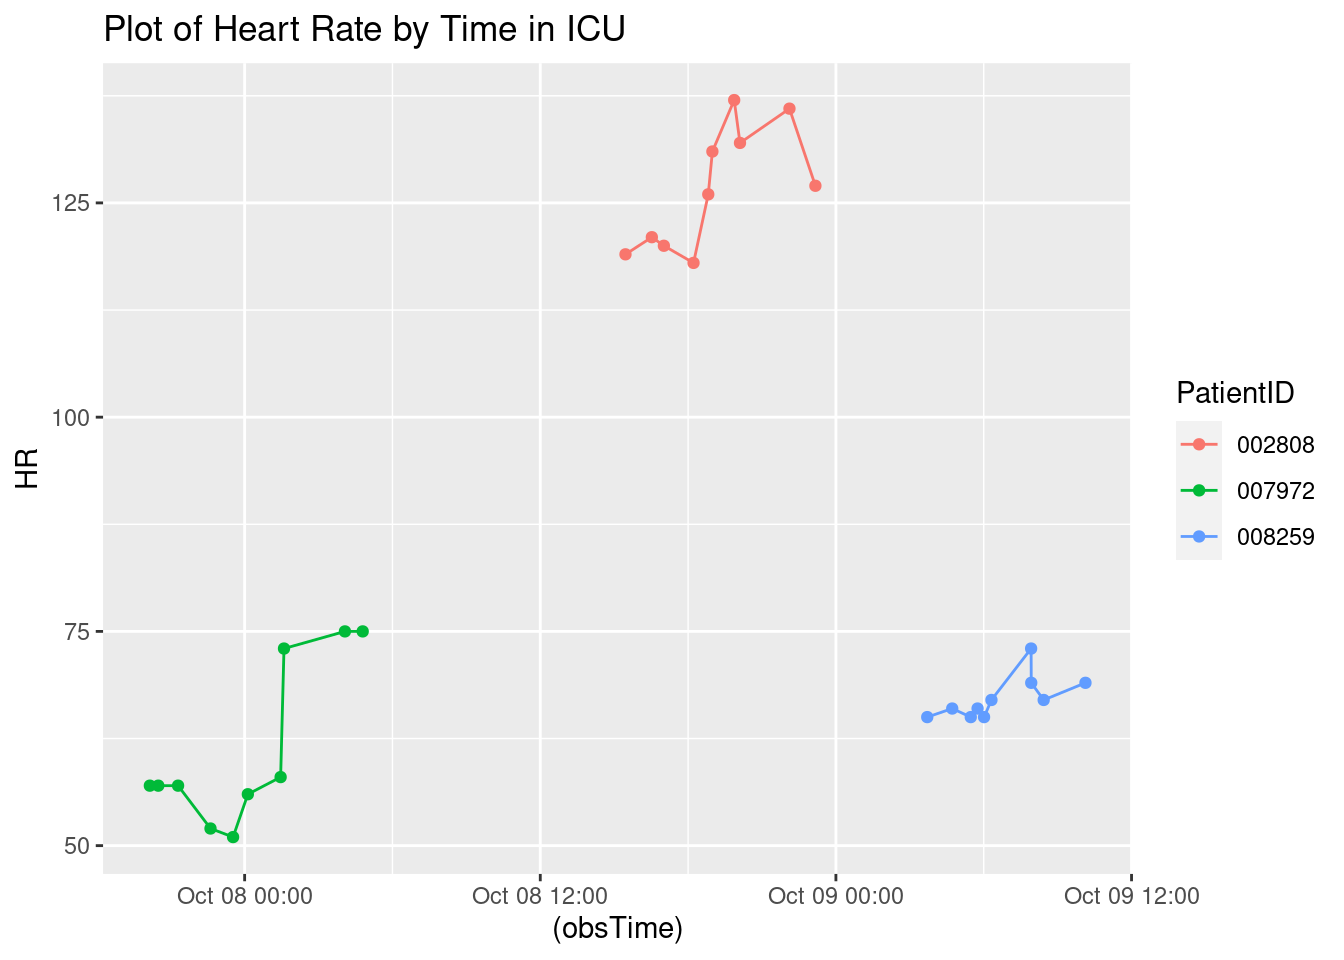 Plot of Heart Rate by Time in ICU
HR
125
100
75
50
Oct 08 00:00
Oct 08 12:00
Oct 09 00:00
Oct 09 12:00
(obsTime)
PatientID
002808
007972
008259